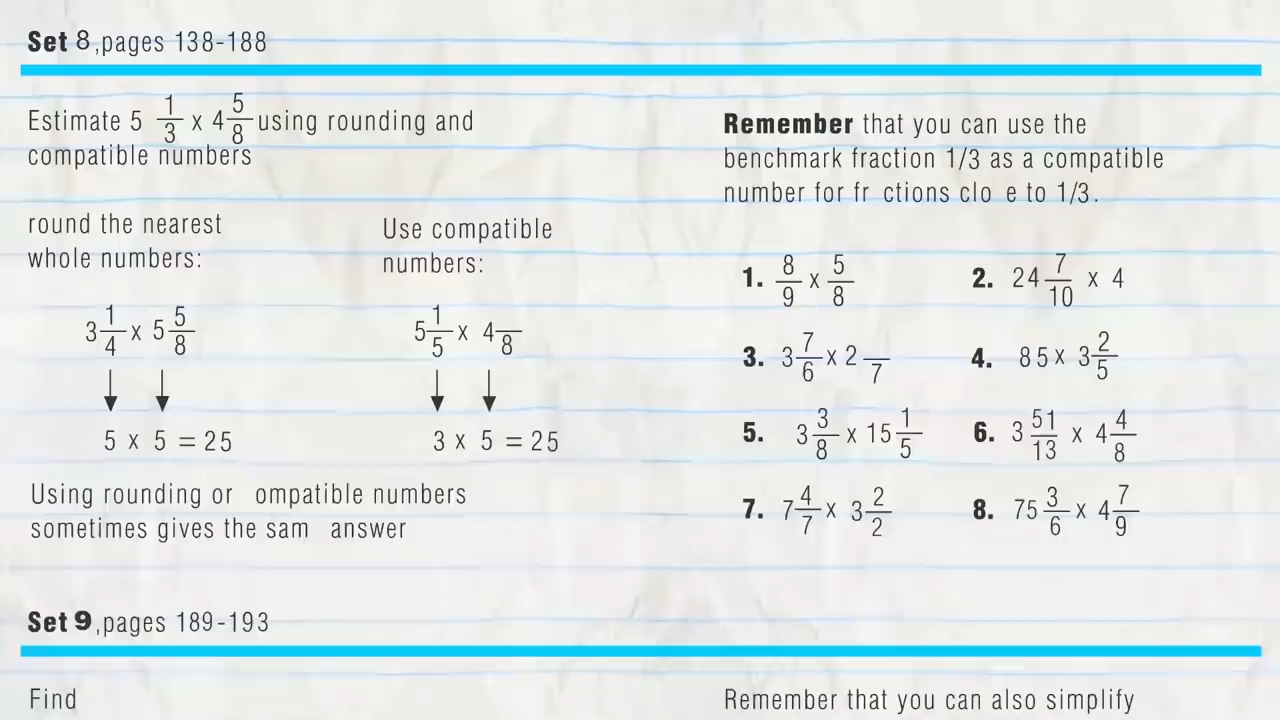 Set 8,pages 138-188
Estimate 5 1/3 x 4 5/8 using rounding and
compatible numbers
round the nearest
whole numbers:
3 1/4 x 5 5/8
5 x 5 = 25
Use compatible
numbers:
5 1/5 x 4 /8
3 x 5 = 25
Using rounding or ompatible numbers
sometimes gives the sam answer
Remember that you can use the
benchmark fraction 1/3 as a compatible
number for fr ctions clo e to 1/3.
1. 8/9 x 5/8
2. 24 7/10 x 4
3. 3 7/6 x 2 /7
4. 85 x 3 2/5
5. 3 3/8 x 15 1/5
6. 3 51/13 x 4 4/8
7. 7 4/7 x 3 2/2
8. 75 3/6 x 4 7/9
Set 9,pages 189-193
Find
Remember that you can also simplify